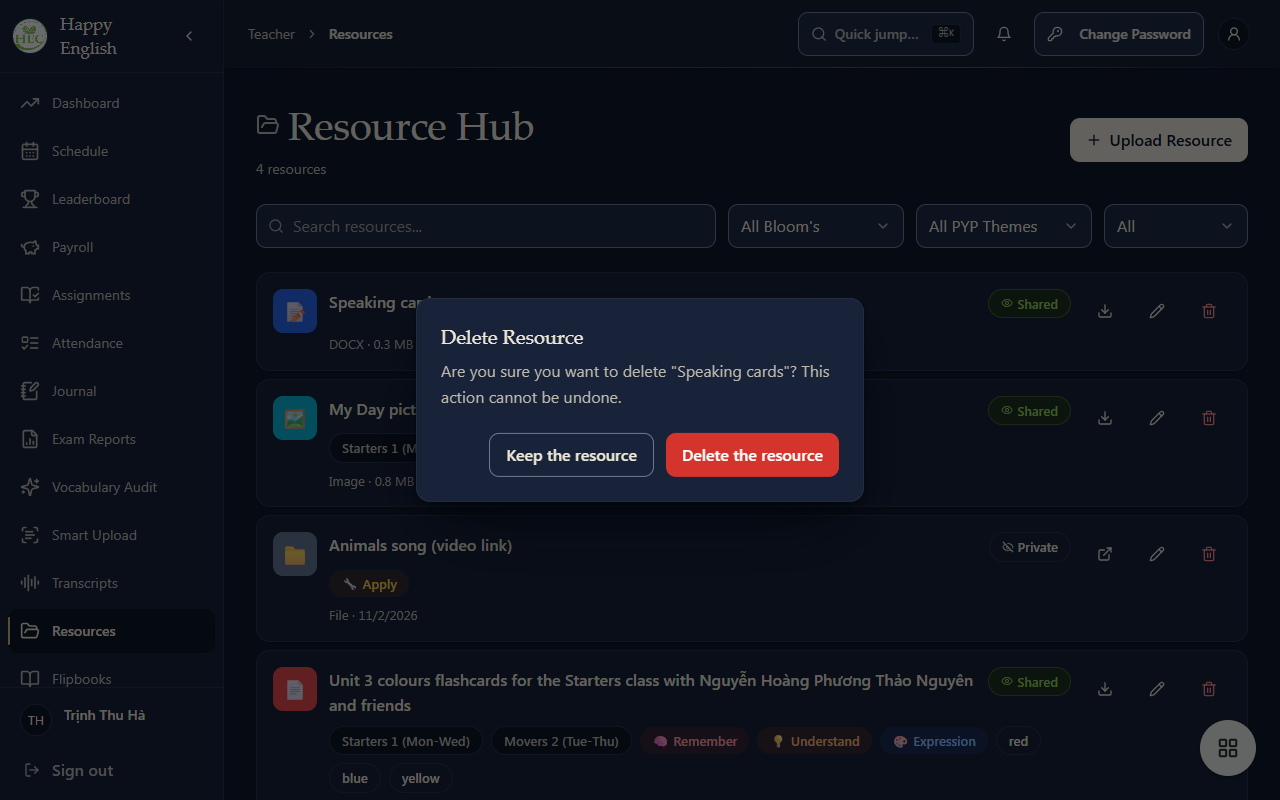 HEC
Happy
English
Dashboard
Schedule
Leaderboard
Payroll
Assignments
Attendance
Journal
Exam Reports
Vocabulary Audit
Smart Upload
Transcripts
Resources
Flipbooks
TH Trịnh Thu Hà
Sign out
Teacher > Resources
Quick jump... ⌘K
Change Password
Resource Hub
4 resources
+ Upload Resource
Search resources...
All Bloom's
All PYP Themes
All
Speaking
Shared
DOCX · 0.3 MB
My Day
Shared
Starters 1
Image · 0.8 MB
Delete Resource
Are you sure you want to delete "Speaking cards"? This
action cannot be undone.
Keep the resource
Delete the resource
Animals song (video link)
Private
Apply
File · 11/2/2026
Unit 3 colours flashcards for the Starters class with Nguyễn Hoàng Phương Thảo Nguyên
and friends
Shared
Starters 1 (Mon-Wed)
Movers 2 (Tue-Thu)
Remember
Understand
Expression
red
blue
yellow